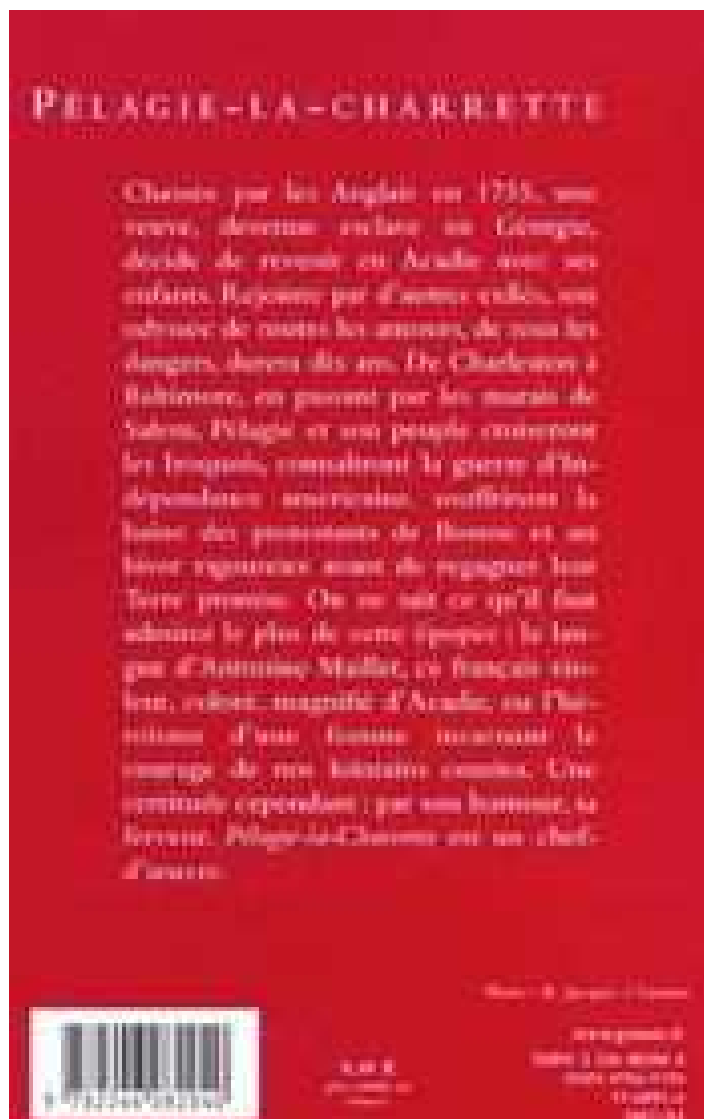 PÉLAGIE-LA-CHARRETTE
Chassée par les Anglais en 1755, une
veuve, devenue esclave en Géorgie,
décide de revenir en Acadie avec ses
enfants. Rejointe par d'autres exilés, son
odyssée de toutes les amours, de tous les
dangers, durera dix ans. De Charleston à
Baltimore, en passant par les marais de
Salem, Pélagie et son peuple croiseront
les Iroquois, connaîtront la guerre d'In-
dépendance américaine, souffriront la
haine des protestants de Boston et un
hiver rigoureux avant de regagner leur
Terre promise. On ne sait ce qu'il faut
admirer le plus de cette épopée : la lan-
gue d'Antonine Maillet, ce français vio-
lent, coloré, magnifié d'Acadie, ou l'hé-
roïsme d'une femme incarnant le
courage de nos lointains cousins. Une
certitude cependant : par son humour, sa
ferveur, Pélagie-la-Charrette est un chef-
d'œuvre.